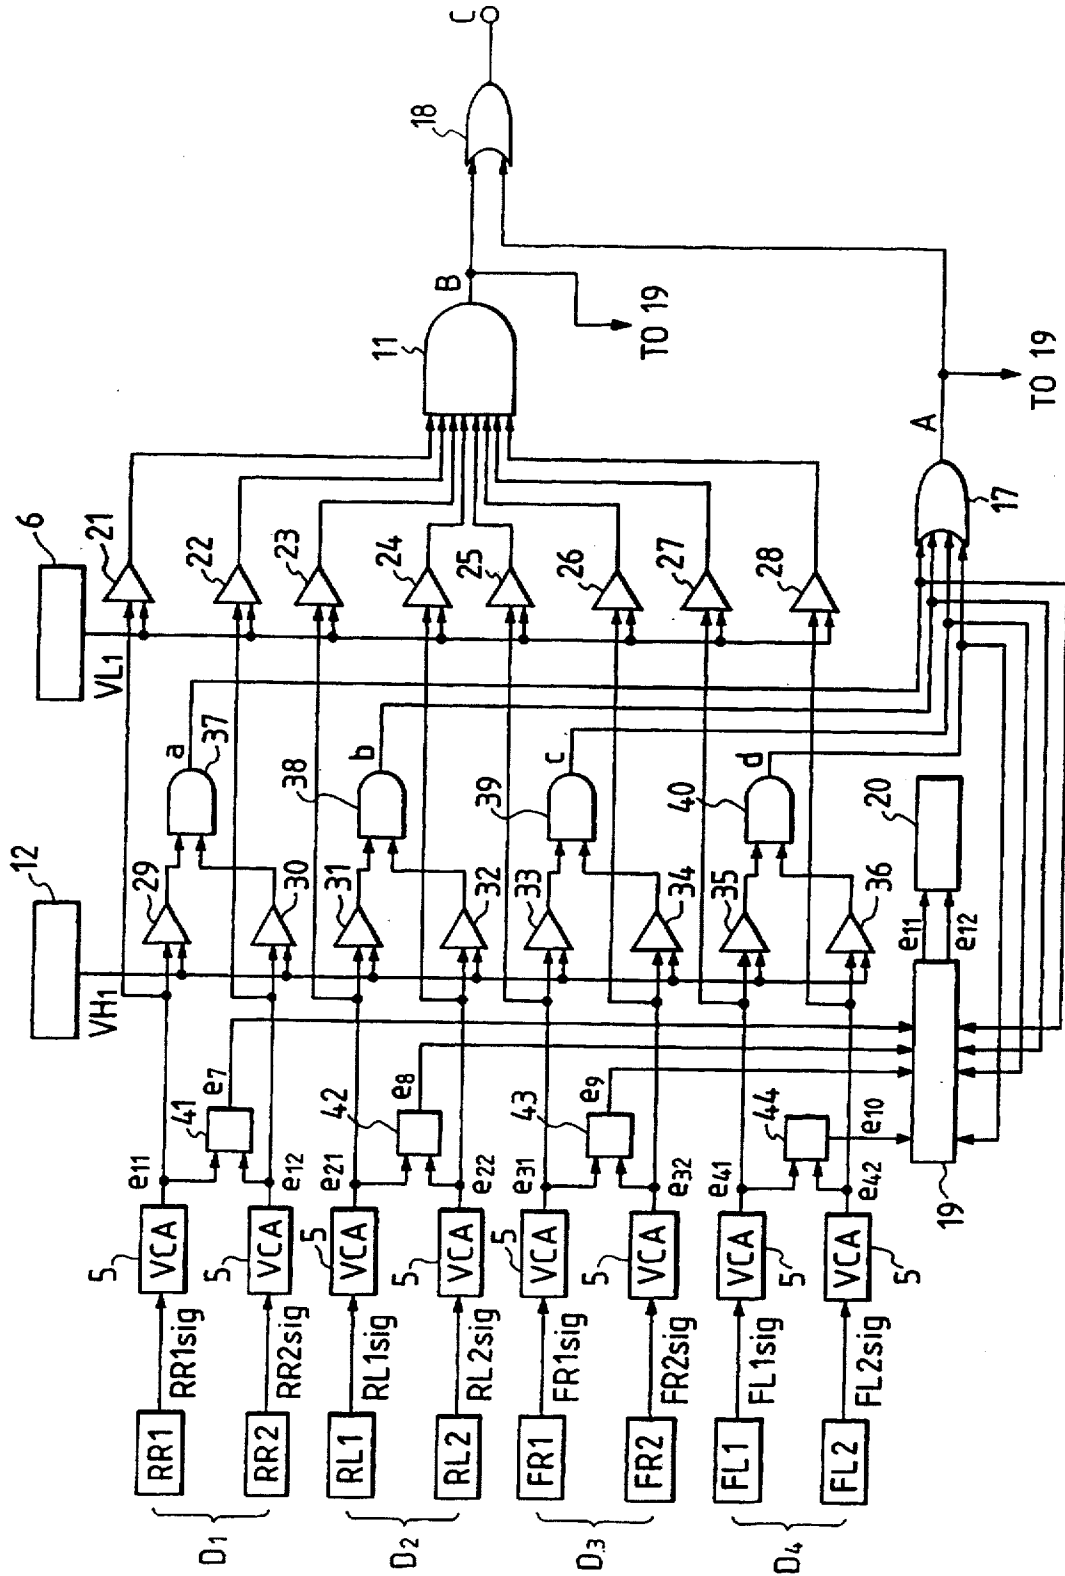 12
6
VH1
VL1
D1
RR1
RR1sig
5
VCA
e11
41
e7
29
a
37
21
RR2
RR2sig
5
VCA
e12
30
22
D2
RL1
RL1sig
5
VCA
e21
42
e8
31
38
b
23
RL2
RL2sig
5
VCA
e22
32
24
11
B
18
C
TO 19
D3
FR1
FR1sig
5
VCA
e31
43
e9
33
39
c
25
FR2
FR2sig
5
VCA
e32
34
26
D4
FL1
FL1sig
5
VCA
e41
44
e10
35
40
d
27
FL2
FL2sig
5
VCA
e42
36
28
19
e11
e12
20
17
A
TO 19